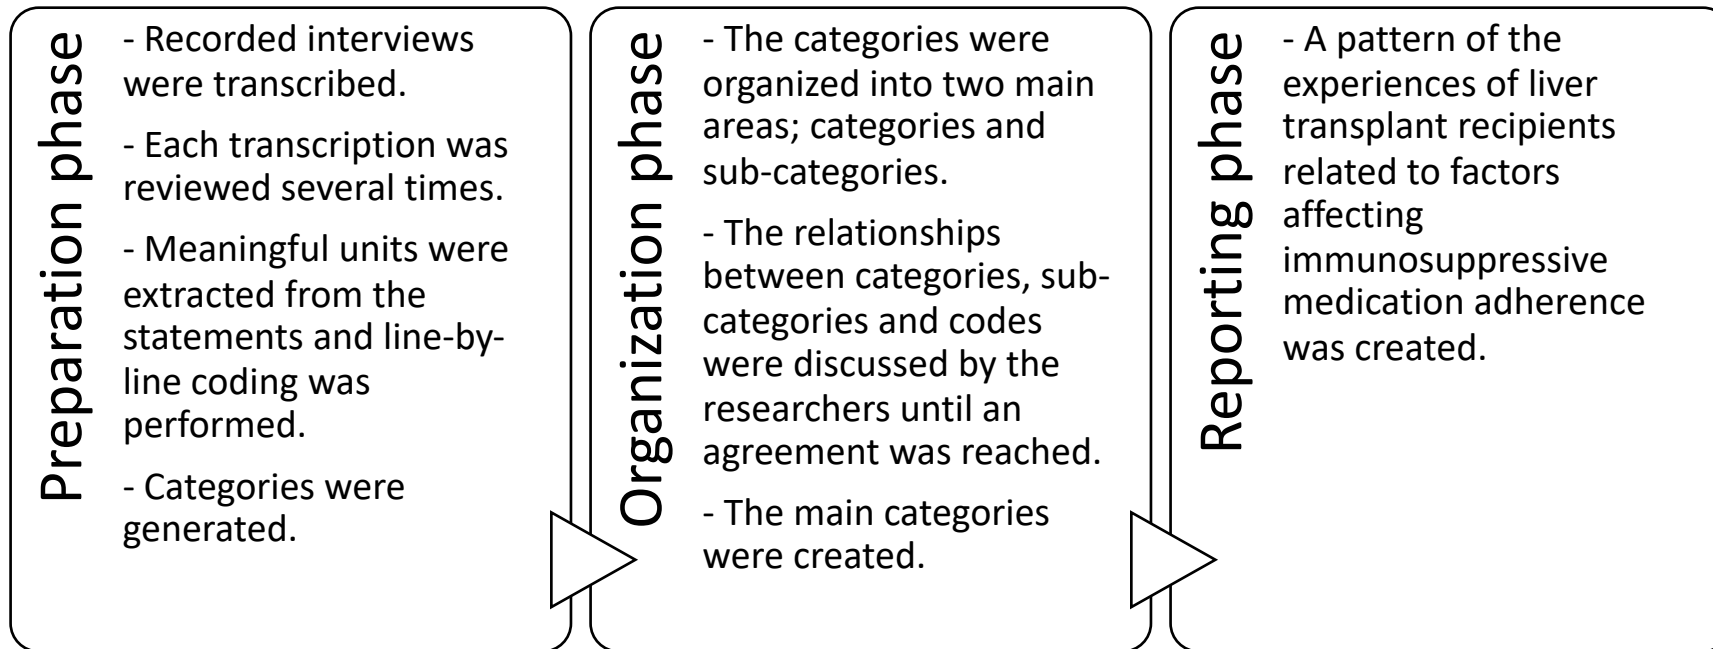 Preparation phase
- Recorded interviews
were transcribed.
- Each transcription was
reviewed several times.
- Meaningful units were
extracted from the
statements and line-by-
line coding was
performed.
- Categories were
generated.
Organization phase
- The categories were
organized into two main
areas; categories and
sub-categories.
- The relationships
between categories, sub-
categories and codes
were discussed by the
researchers until an
agreement was reached.
- The main categories
were created.
Reporting phase
- A pattern of the
experiences of liver
transplant recipients
related to factors
affecting
immunosuppressive
medication adherence
was created.